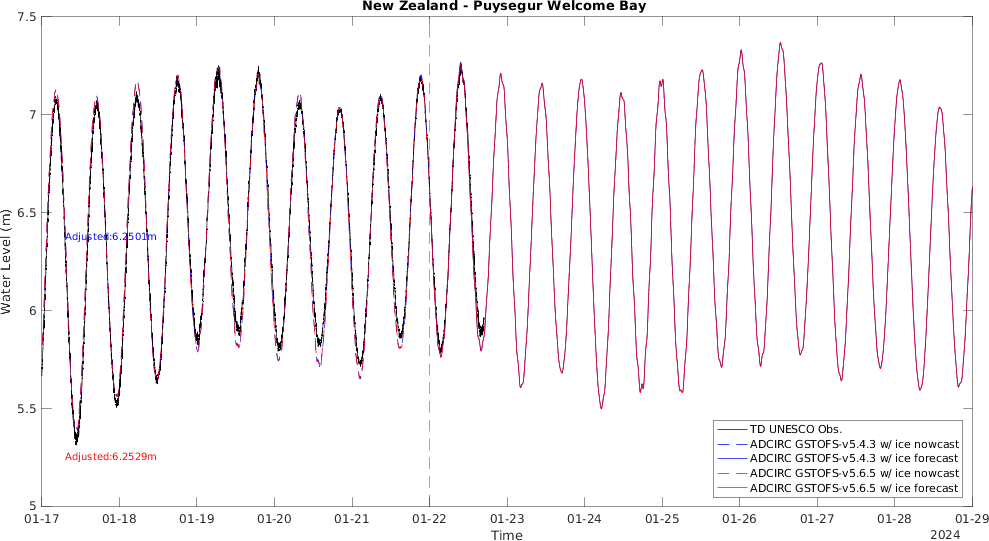 New Zealand - Puysegur Welcome Bay
7.5
7
6.5
6
5.5
5
Water Level (m)
Adjusted:6.2501m
Adjusted:6.2529m
TD UNESCO Obs.
ADCIRC GSTOFS-v5.4.3 w/ ice nowcast
ADCIRC GSTOFS-v5.4.3 w/ ice forecast
ADCIRC GSTOFS-v5.6.5 w/ ice nowcast
ADCIRC GSTOFS-v5.6.5 w/ ice forecast
01-17 01-18 01-19 01-20 01-21 01-22 01-23 01-24 01-25 01-26 01-27 01-28 01-29
Time
2024